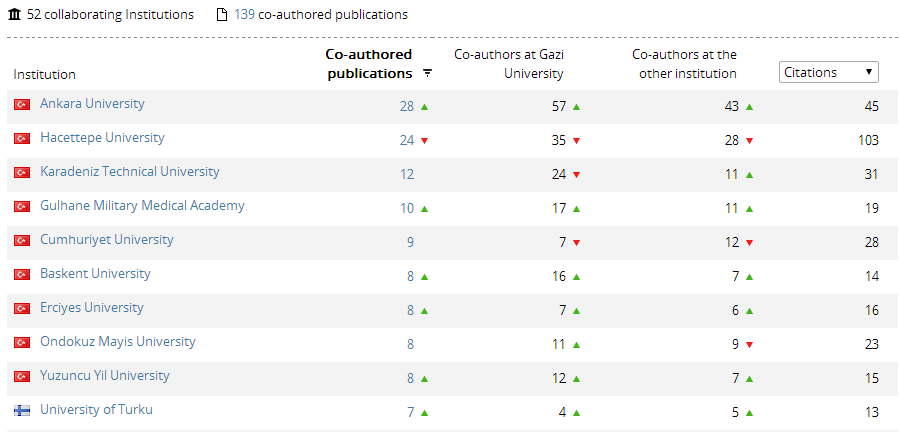 52 collaborating Institutions 139 co-authored publications
Institution Co-authored publications Co-authors at Gazi University Co-authors at the other institution Citations
Ankara University 28 57 43 45
Hacettepe University 24 35 28 103
Karadeniz Technical University 12 24 11 31
Gulhane Military Medical Academy 10 17 11 19
Cumhuriyet University 9 7 12 28
Baskent University 8 16 7 14
Erciyes University 8 7 6 16
Ondokuz Mayis University 8 11 9 23
Yuzuncu Yil University 8 12 7 15
University of Turku 7 4 5 13